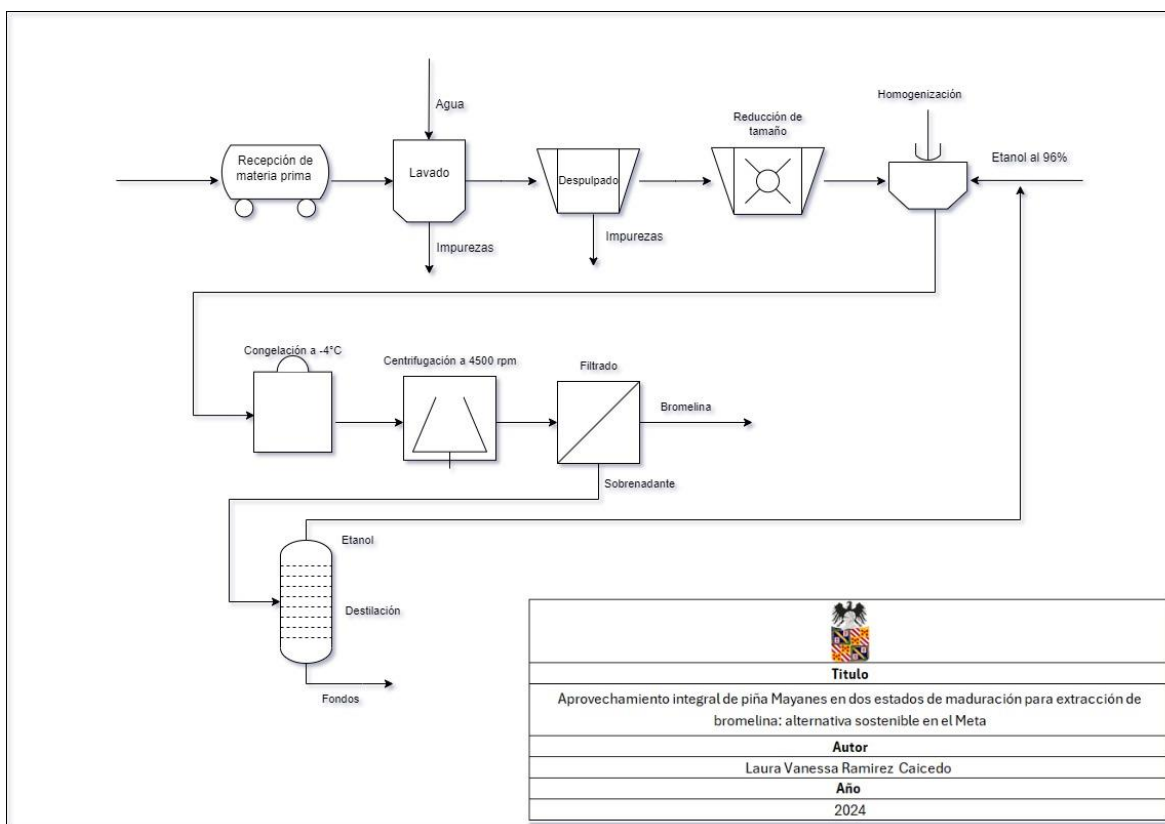 Agua
Homogenización
Reducción de
tamaño
Recepción de
materia prima
Lavado
Despulpado
Etanol al 96%
Impurezas
Impurezas
Congelación a -4°C
Centrifugación a 4500 rpm
Filtrado
Bromelina
Sobrenadante
Etanol
Destilación
Fondos
Titulo
Aprovechamiento integral de piña Mayanes en dos estados de maduración para extracción de
bromelina: alternativa sostenible en el Meta
Autor
Laura Vanessa Ramirez Caicedo
Año
2024